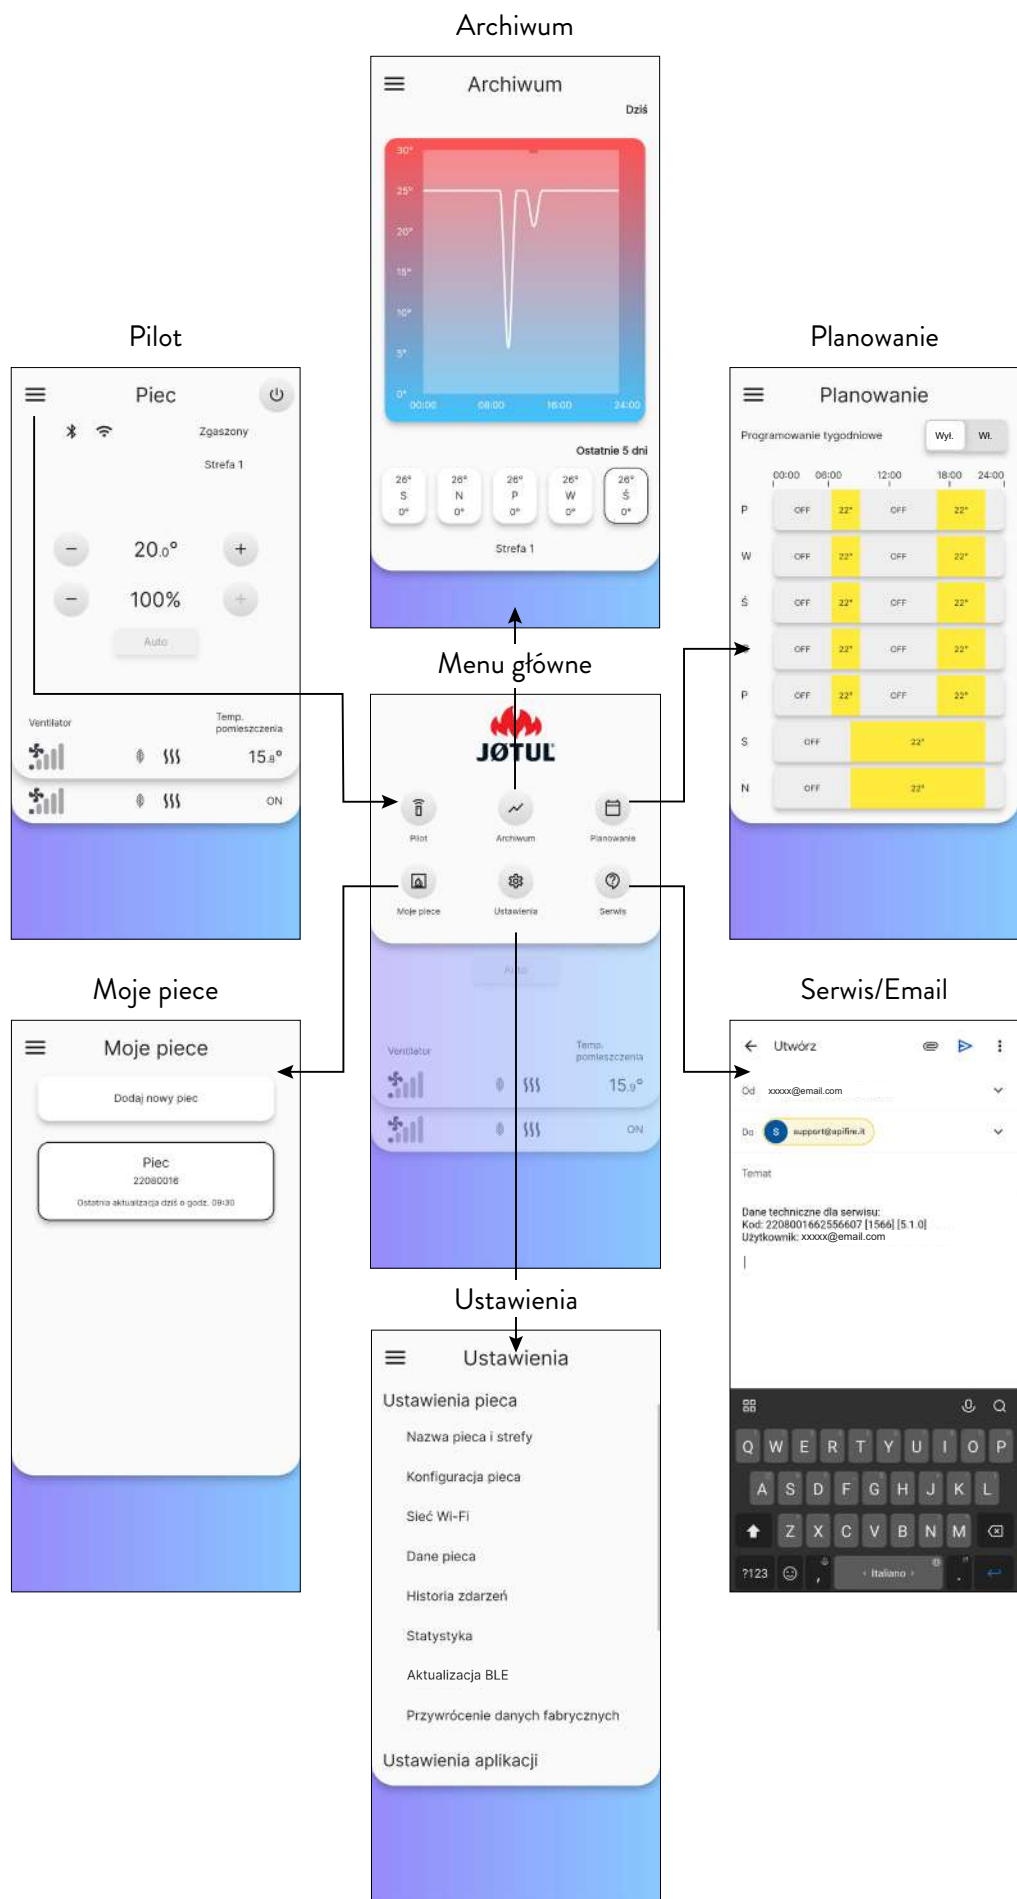 Archiwum
Archiwum
Dziś
30°
25°
20°
15°
10°
5°
0°
00:00 08:00 16:00 24:00
Ostatnie 5 dni
26° 26° 26° 26° 26°
S N P W Ś
0° 0° 0° 0° 0°
Strefa 1
Pilot
Piec
Zgaszony
Strefa 1
20.0°
100%
Auto
Ventilator
Temp.
pomieszczenia
15.8°
ON
Planowanie
Planowanie
Programowanie tygodniowe Wył. Wł.
00:00 06:00 12:00 18:00 24:00
P OFF 22° OFF 22°
W OFF 22° OFF 22°
Ś OFF 22° OFF 22°
OFF 22° OFF 22°
P OFF 22° OFF 22°
S OFF 22°
N OFF 22°
Menu główne
JØTUL
Pilot Archiwum Planowanie
Moje piece Ustawienia Serwis
Auto
Ventilator
Temp.
pomieszczenia
15.9°
ON
Moje piece
Moje piece
Dodaj nowy piec
Piec
22080016
Ostatnia aktualizacja dziś o godz. 09:30
Serwis/Email
Utwórz
Od xxxxx@email.com
Do S support@apifire.it
Temat
Dane techniczne dla serwisu:
Kod: 2208001662556607 [1566] [5.1.0]
Użytkownik: xxxxx@email.com
Q W E R T Y U I O P
A S D F G H J K L
Z X C V B N M
?123 , Italiano .
Ustawienia
Ustawienia
Ustawienia pieca
Nazwa pieca i strefy
Konfiguracja pieca
Sieć Wi-Fi
Dane pieca
Historia zdarzeń
Statystyka
Aktualizacja BLE
Przywrócenie danych fabrycznych
Ustawienia aplikacji